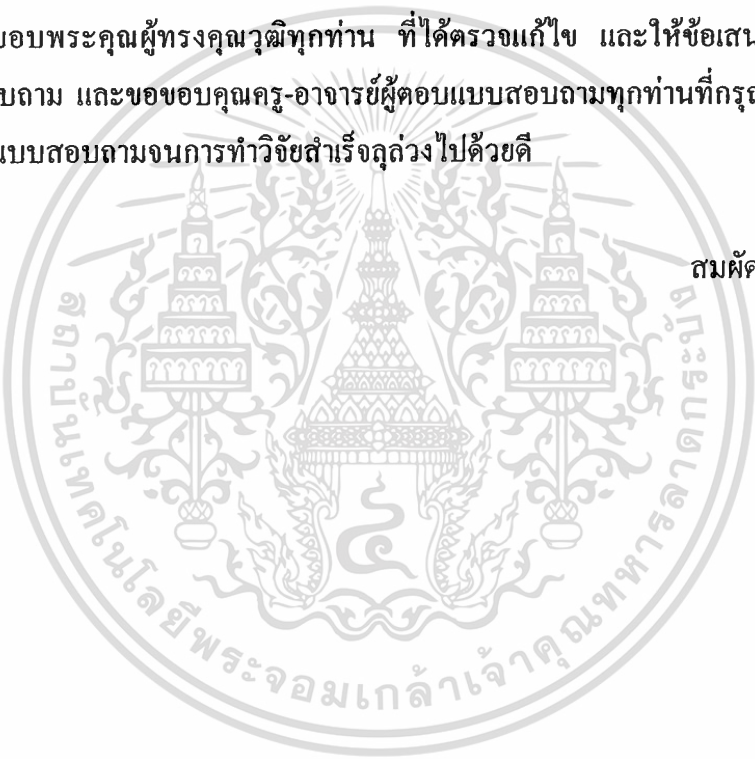 ขอบพระคุณผู้ทรงคุณวุฒิทุกท่าน ที่ได้ตรวจแก้ไข และให้ข้อเสน
บถาม และขอขอบคุณครู-อาจารย์ผู้ตอบแบบสอบถามทุกท่านที่กรุณ
แบบสอบถามจนการทำวิจัยสำเร็จลุล่วงไปด้วยดี
สมผัด
สถาบันเทคโนโลยีพระจอมเกล้าเจ้าคุณทหารลาดกระบัง
๔